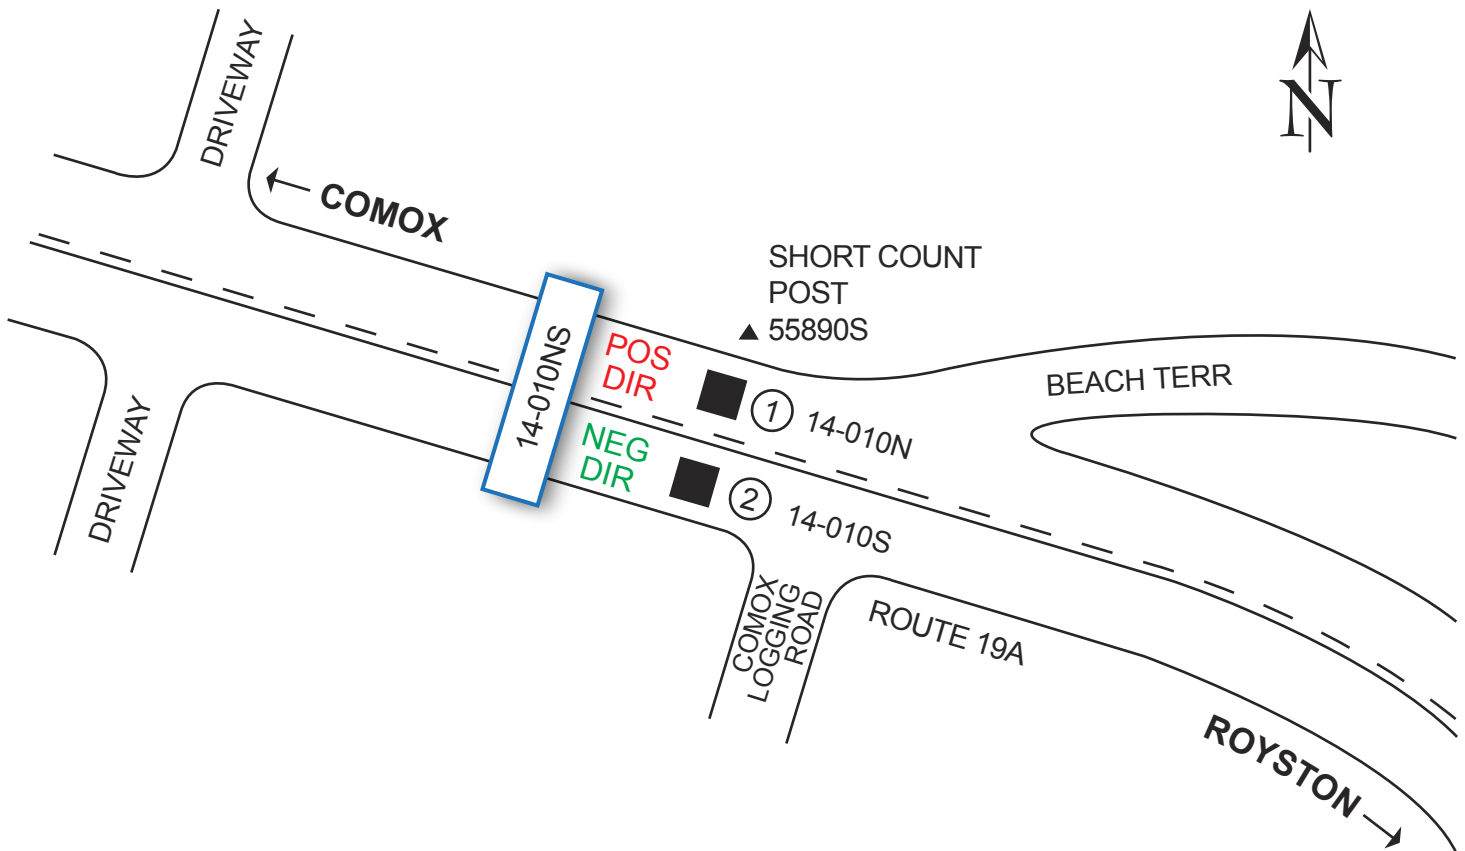 DRIVEWAY
N
COMOX
SHORT COUNT
POST
55890S
14-010NS
POS
DIR
1
14-010N
BEACH TERR
NEG
DIR
2
14-010S
DRIVEWAY
COMOX
LOGGING
ROAD
ROUTE 19A
ROYSTON